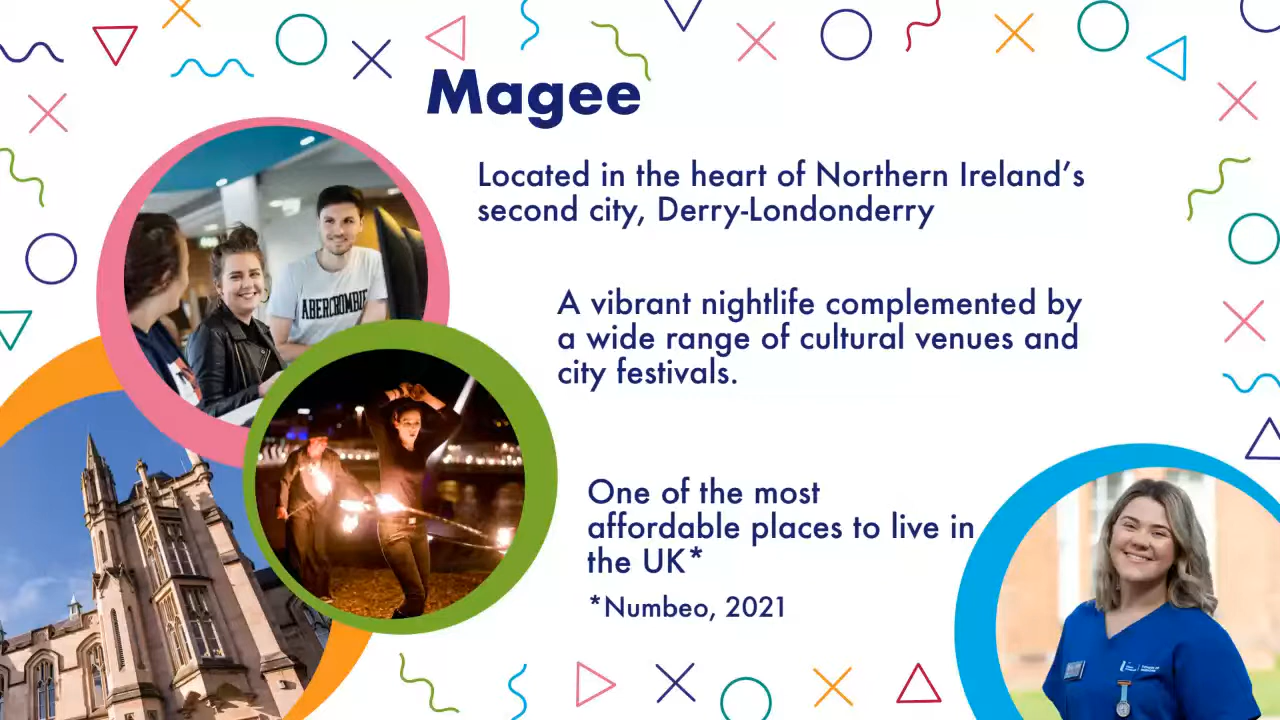 Magee
Located in the heart of Northern Ireland's
second city, Derry-Londonderry
ABERCROMBIE
A vibrant nightlife complemented by
a wide range of cultural venues and
city festivals.
One of the most
affordable places to live in
the UK*
*Numbeo, 2021